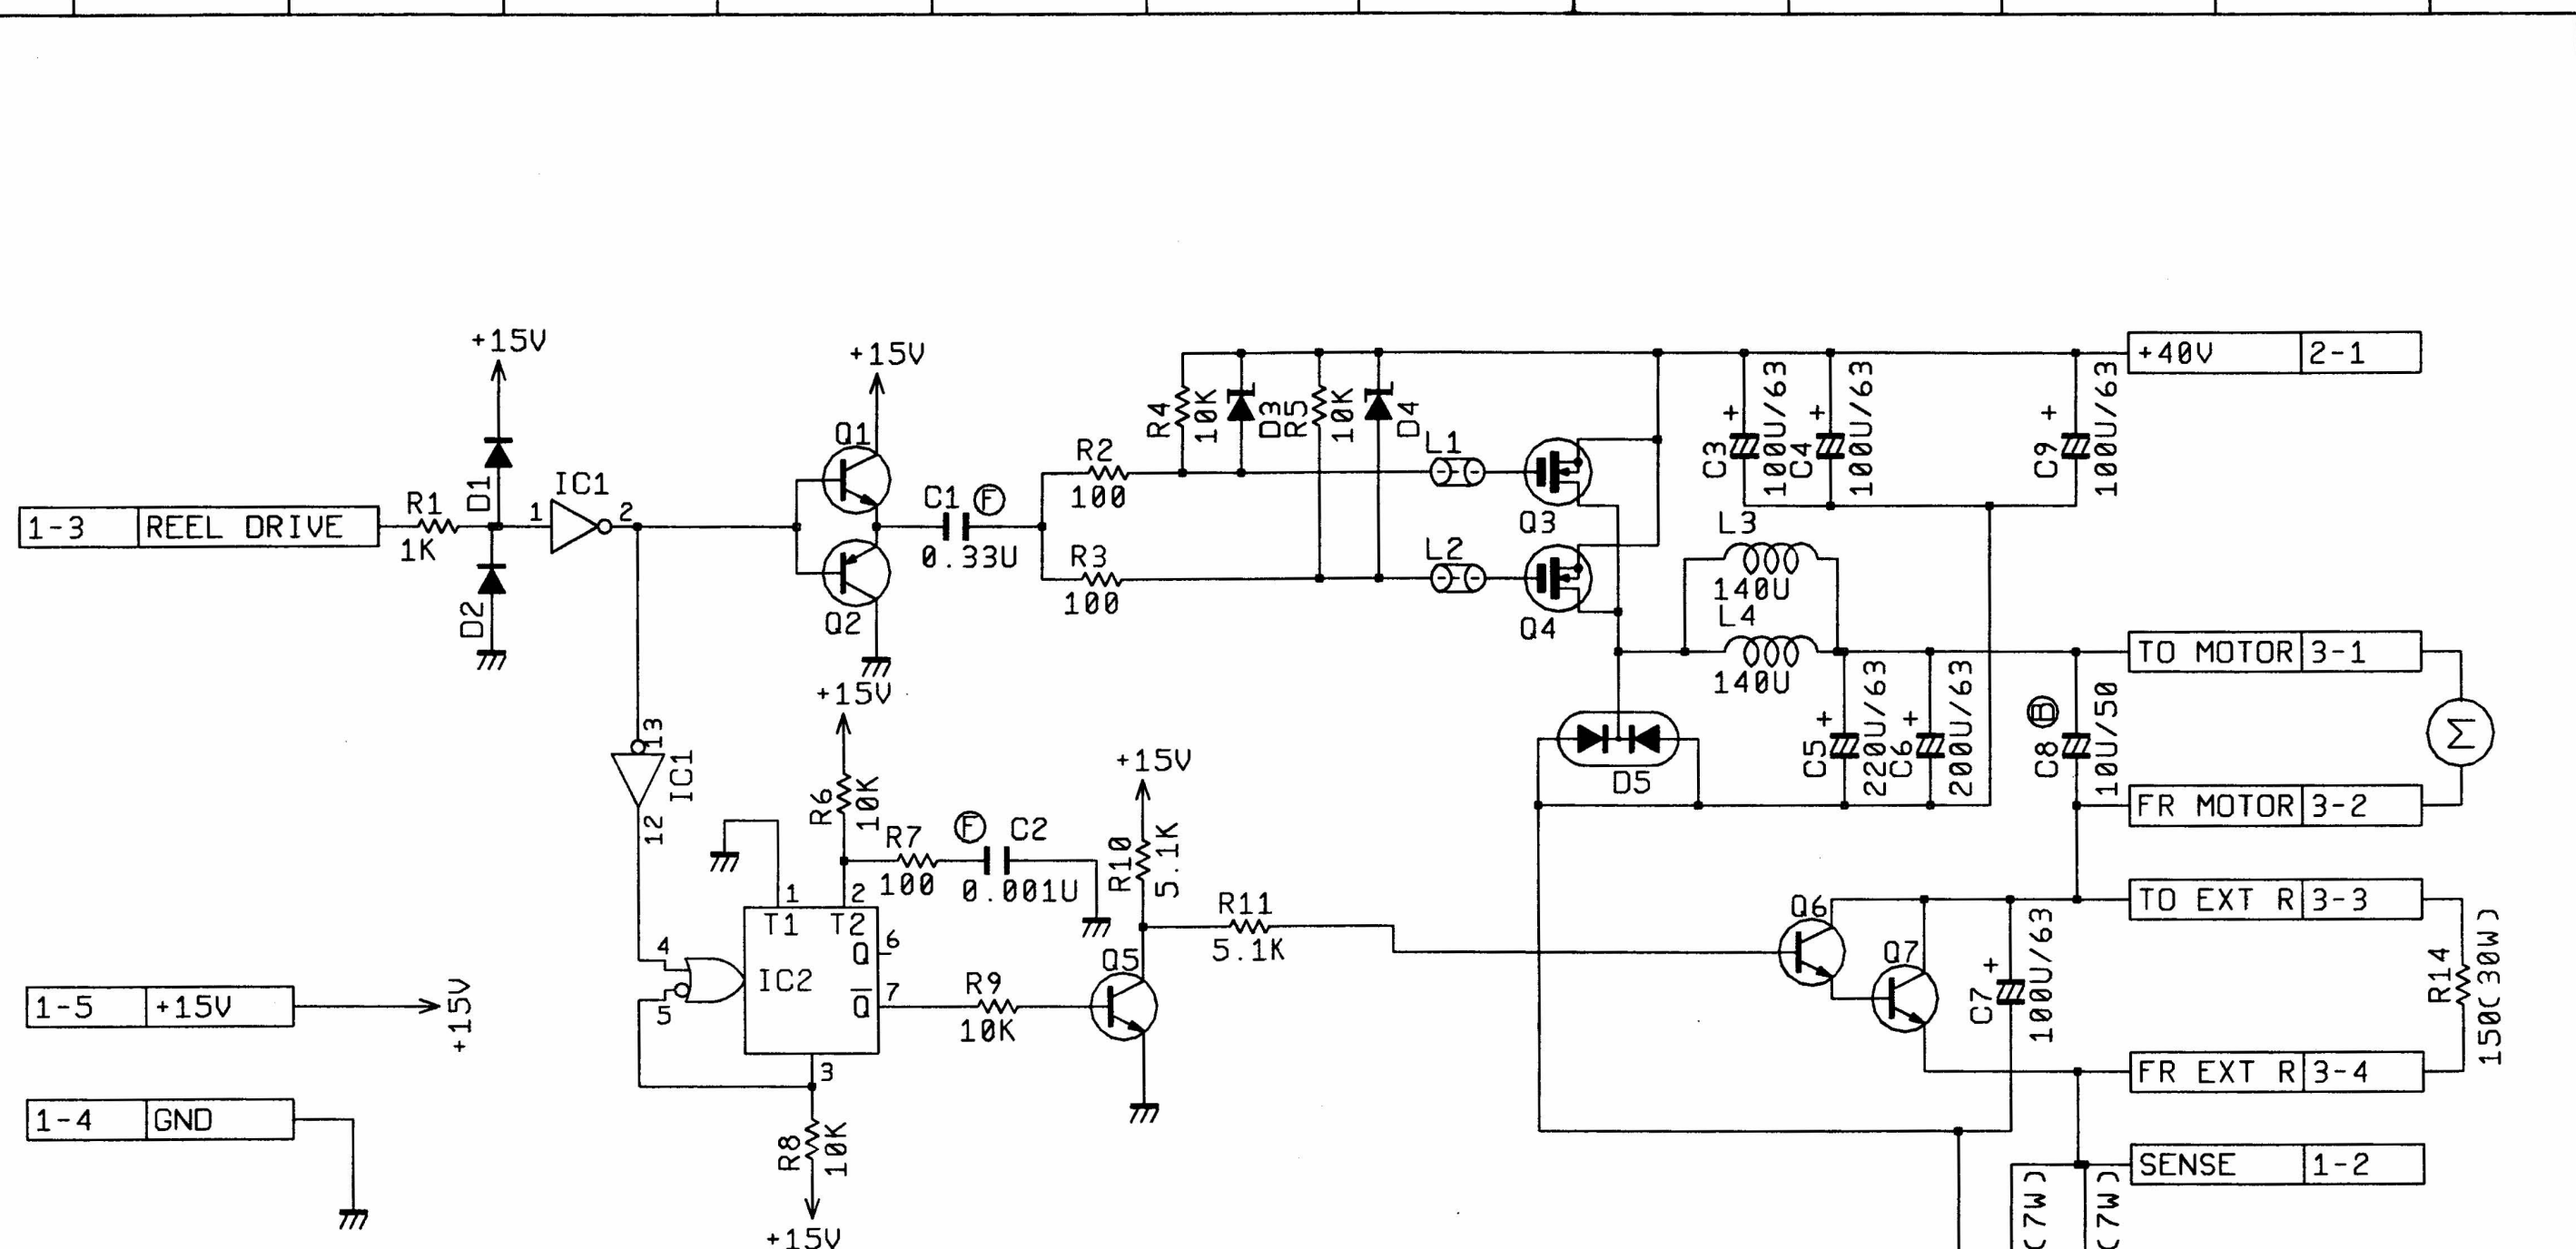 +15V
+15V
+40V 2-1
R4
10K
D3
R5
10K
D4
C3
+
100U/63
C4
+
100U/63
C9
+
100U/63
Q1
L1
R2
100
D1
IC1
C1 F
0.33U
Q3
1-3 REEL DRIVE
R1
1K
1
2
L3
140U
L2
R3
100
D2
Q2
Q4
L4
140U
TO MOTOR 3-1
+15V
13
IC1
12
R6
10K
D5
C5
+
220U/63
C6
+
200U/63
B
C8
10U/50
M
FR MOTOR 3-2
+15V
R10
5.1K
R7
100
F C2
0.001U
1
2
T1 T2
TO EXT R 3-3
R11
5.1K
Q6
Q7
4
5
IC2
Q 6
Q̅ 7
Q5
R9
10K
C7
+
100U/63
R14
150(30W)
1-5 +15V
+15V
3
FR EXT R 3-4
1-4 GND
R8
10K
+15V
SENSE 1-2
(7W)
(7W)